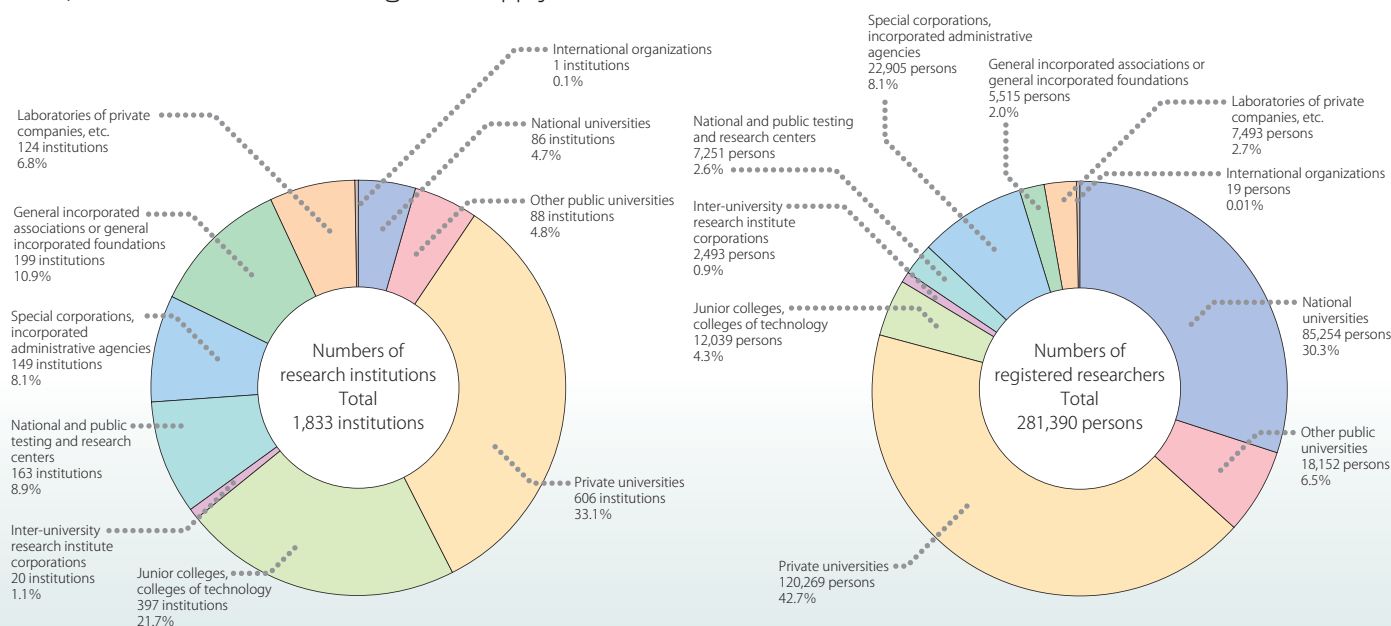 International organizations
1 institutions
0.1%
National universities
86 institutions
4.7%
Other public universities
88 institutions
4.8%
Private universities
606 institutions
33.1%
Junior colleges,
colleges of technology
397 institutions
21.7%
Inter-university
research institute
corporations
20 institutions
1.1%
National and public
testing and research
centers
163 institutions
8.9%
Special corporations,
incorporated
administrative agencies
149 institutions
8.1%
General incorporated
associations or general
incorporated foundations
199 institutions
10.9%
Laboratories of private
companies, etc.
124 institutions
6.8%
Numbers of
research institutions
Total
1,833 institutions
Special corporations,
incorporated administrative
agencies
22,905 persons
8.1%
General incorporated associations or
general incorporated foundations
5,515 persons
2.0%
Laboratories of private
companies, etc.
7,493 persons
2.7%
International organizations
19 persons
0.01%
National
universities
85,254 persons
30.3%
Other public
universities
18,152 persons
6.5%
Private universities
120,269 persons
42.7%
Junior colleges,
colleges of technology
12,039 persons
4.3%
Inter-university
research institute
corporations
2,493 persons
0.9%
National and public testing
and research centers
7,251 persons
2.6%
Numbers of
registered researchers
Total
281,390 persons